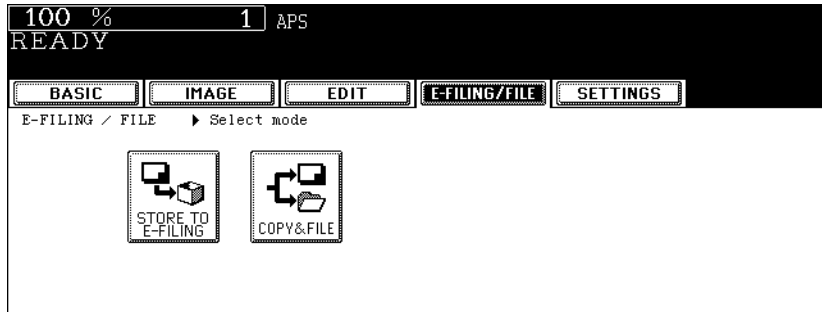 100 % 1 APS
READY
BASIC IMAGE EDIT E-FILING/FILE SETTINGS
E-FILING / FILE ▶ Select mode
STORE TO
E-FILING
COPY&FILE